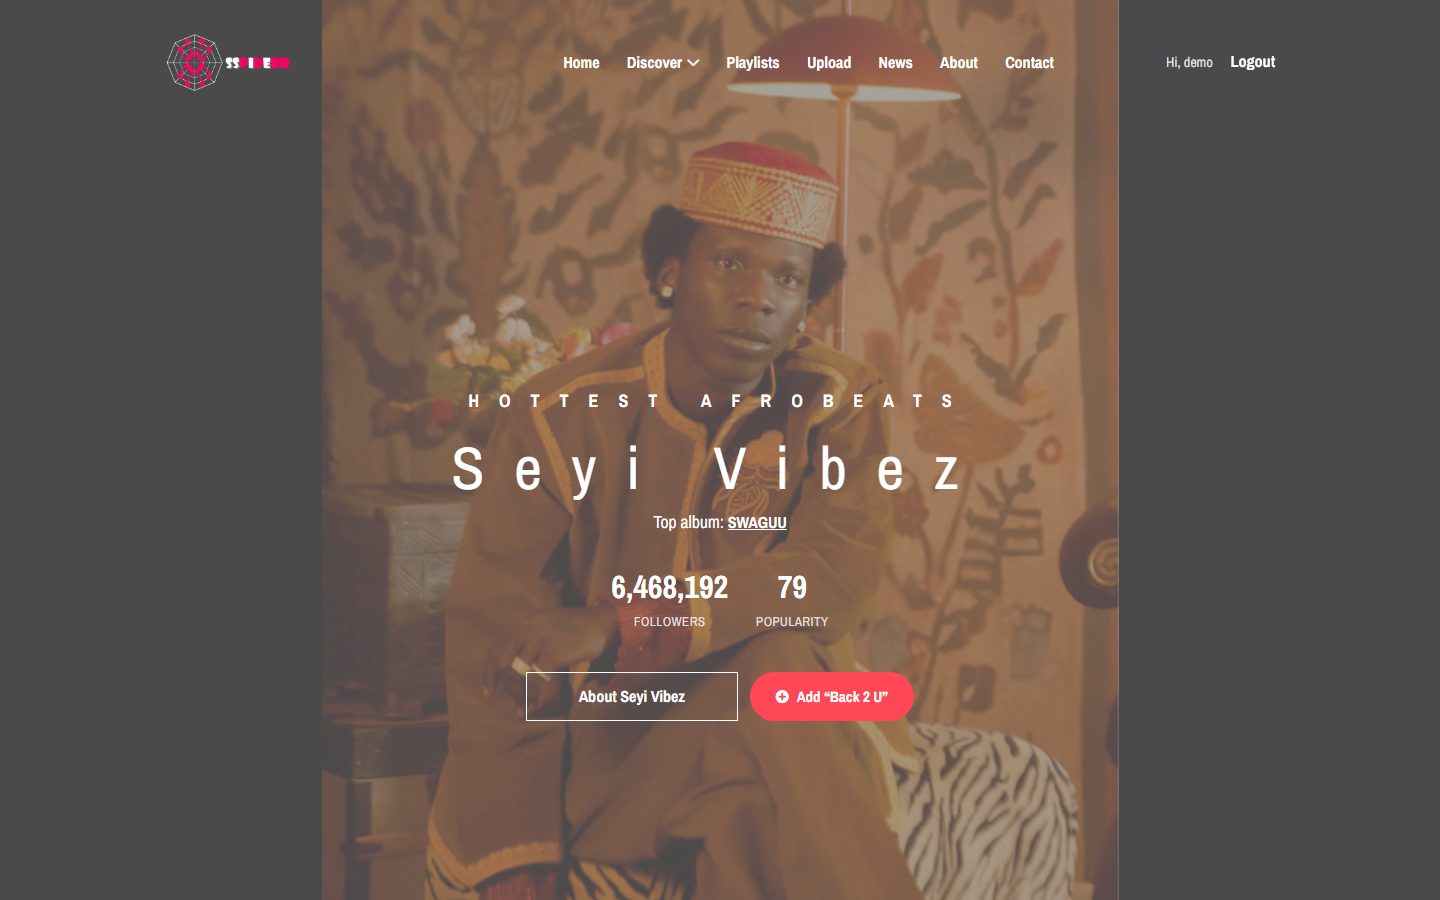 SSPIDERR
Home Discover Playlists Upload News About Contact
Hi, demo Logout
HOTTEST AFROBEATS
Seyi Vibez
Top album: SWAGUU
6,468,192 79
FOLLOWERS POPULARITY
About Seyi Vibez
Add “Back 2 U”